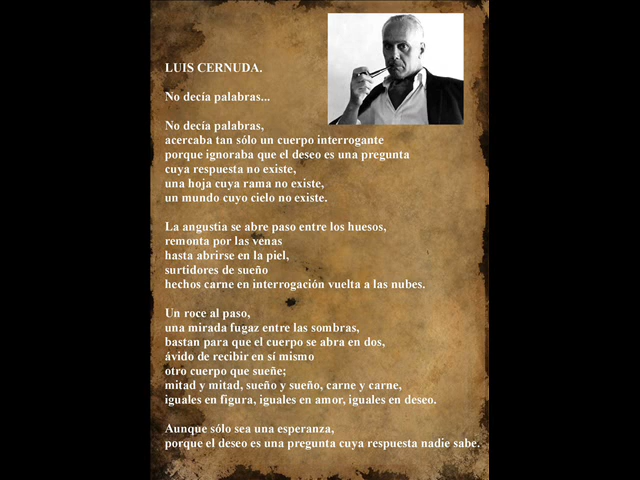 LUIS CERNUDA.
No decía palabras...
No decía palabras,
acercaba tan sólo un cuerpo interrogante
porque ignoraba que el deseo es una pregunta
cuya respuesta no existe,
una hoja cuya rama no existe,
un mundo cuyo cielo no existe.
La angustia se abre paso entre los huesos,
remonta por las venas
hasta abrirse en la piel,
surtidores de sueño
hechos carne en interrogación vuelta a las nubes.
Un roce al paso,
una mirada fugaz entre las sombras,
bastan para que el cuerpo se abra en dos,
ávido de recibir en sí mismo
otro cuerpo que sueñe;
mitad y mitad, sueño y sueño, carne y carne,
iguales en figura, iguales en amor, iguales en deseo.
Aunque sólo sea una esperanza,
porque el deseo es una pregunta cuya respuesta nadie sabe.